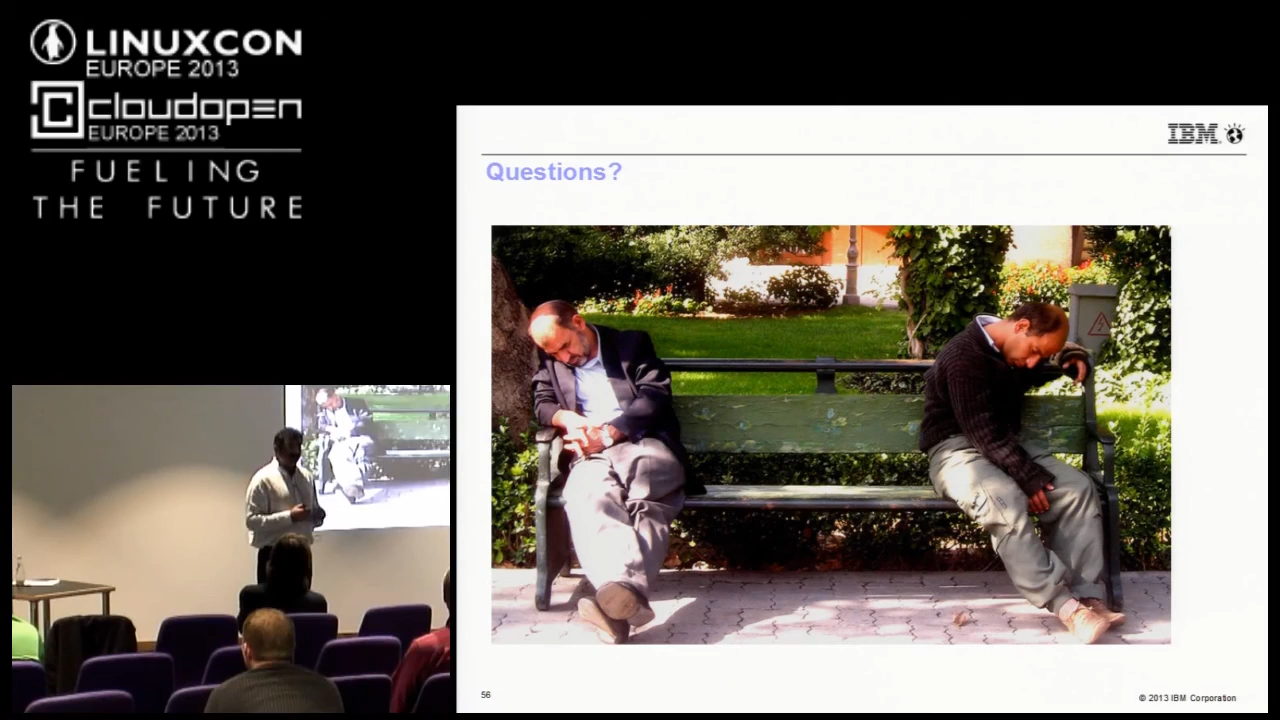 LINUXCON
EUROPE 2013
cloudopen
EUROPE 2013
FUELING
THE FUTURE
IBM
Questions?
56
© 2013 IBM Corporation